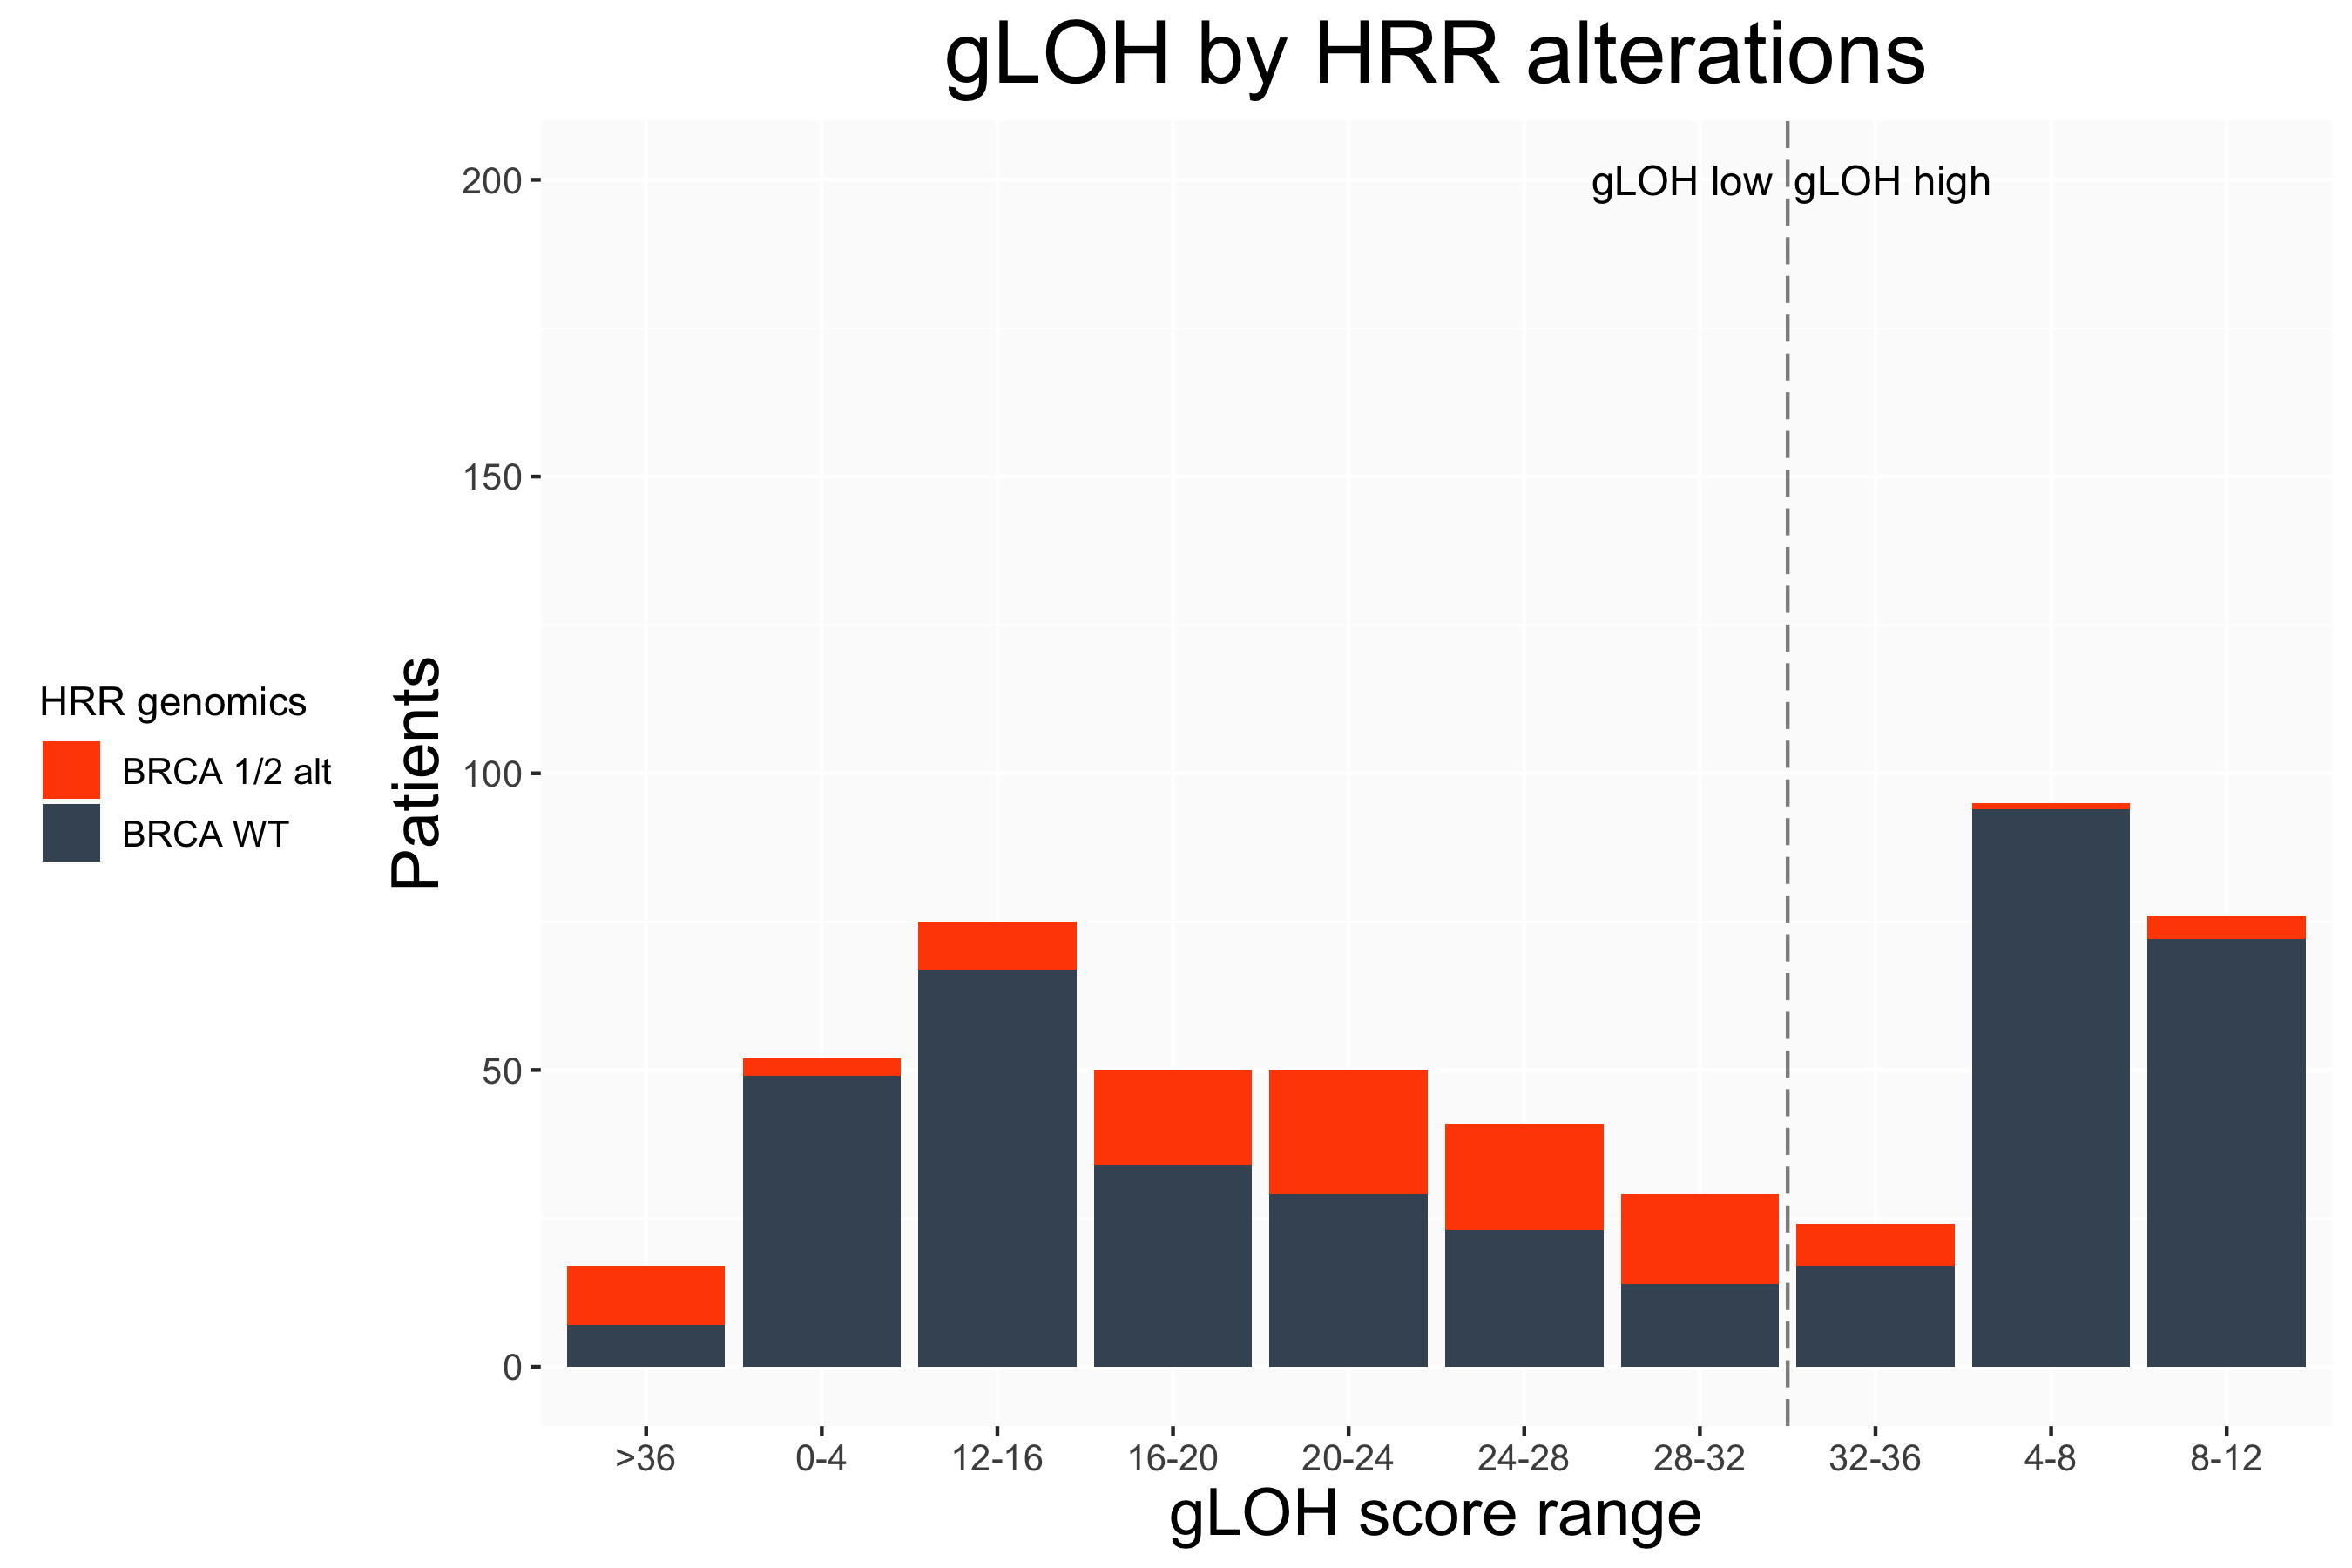 gLOH by HRR alterations
gLOH low gLOH high
200
150
100
50
0
Patients
HRR genomics
BRCA 1/2 alt
BRCA WT
>36 0-4 12-16 16-20 20-24 24-28 28-32 32-36 4-8 8-12
gLOH score range